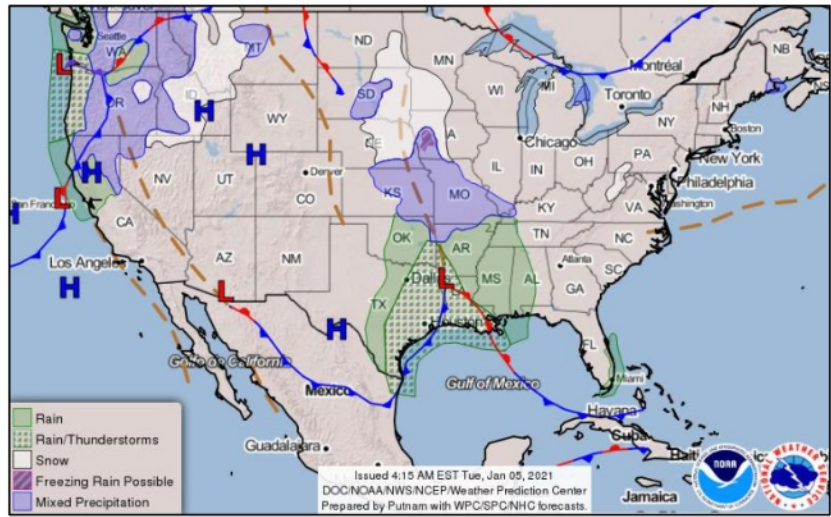 Seattle
WA
MT
ND
MN
Montréal
NB
L
OR
ID
SD
WI
MI
Toronto
NH
H
WY
IA
Chicago
NY
Boston
H
NE
IL
IN
OH
PA
New York
H
NV
UT
Denver
CO
KS
MO
Philadelphia
San Francisco
L
KY
VA
Washington
H
CA
OK
AR
TN
NC
Los Angeles
AZ
NM
Dallas
MS
AL
Atlanta
SC
GA
H
L
TX
L
H
Houston
FL
Golfo de California
Gulf of Mexico
Miami
Mexico
Havana
Cuba
Guadalajara
Jamaica
Rain
Rain/Thunderstorms
Snow
Freezing Rain Possible
Mixed Precipitation
Issued 4:15 AM EST Tue, Jan 05, 2021
DOC/NOAA/NWS/NCEP/Weather Prediction Center
Prepared by Putnam with WPC/SPC/NHC forecasts.
NOAA
NATIONAL WEATHER SERVICE